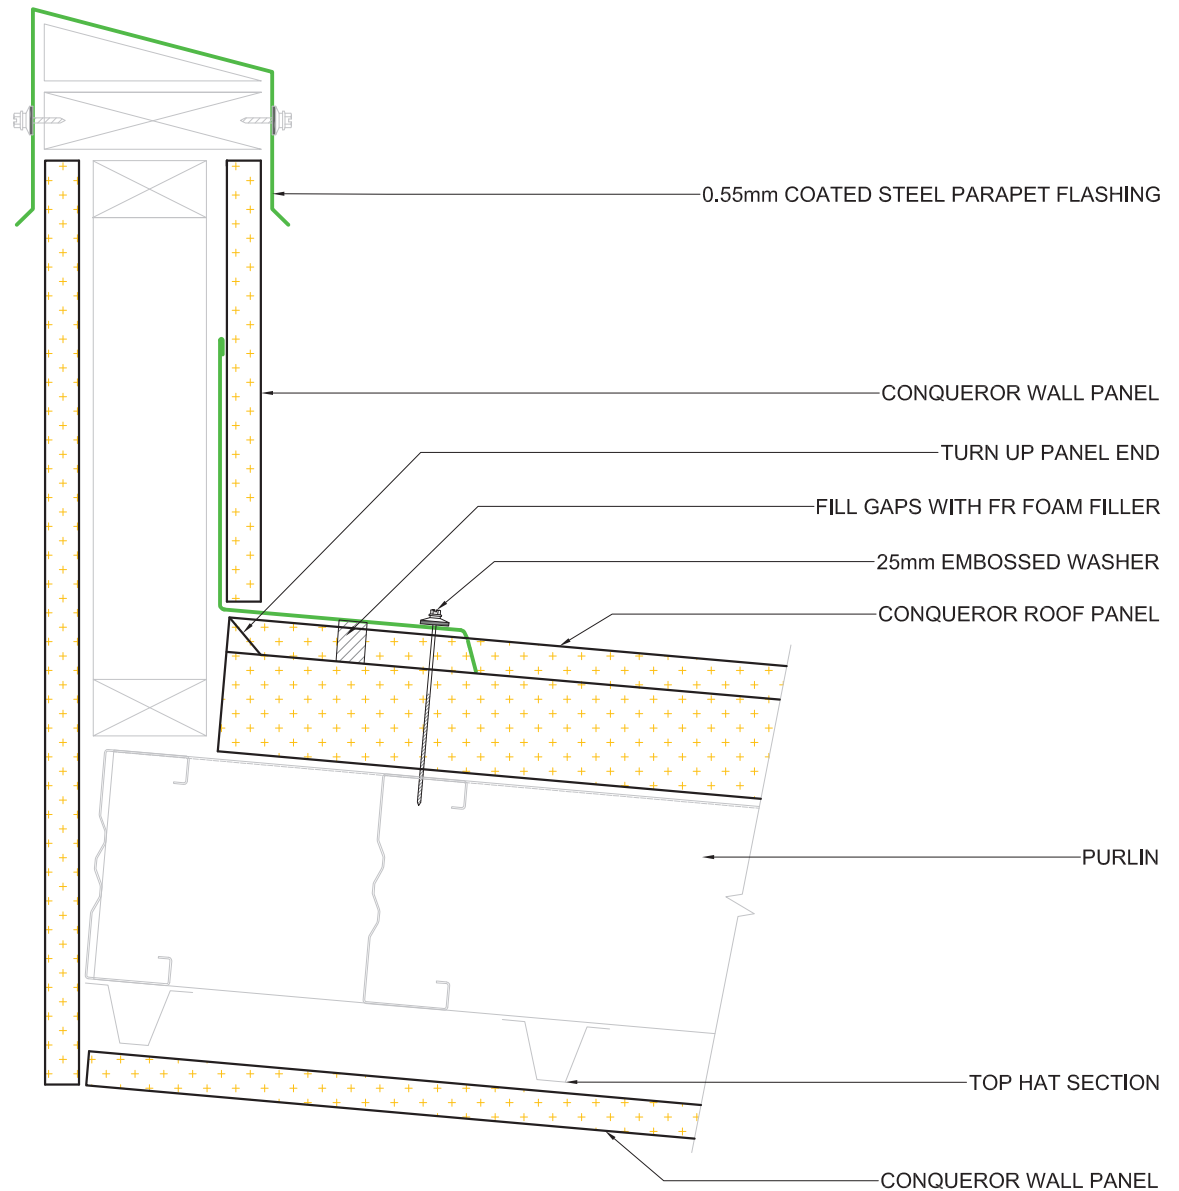 0.55mm COATED STEEL PARAPET FLASHING
CONQUEROR WALL PANEL
TURN UP PANEL END
FILL GAPS WITH FR FOAM FILLER
25mm EMBOSSED WASHER
CONQUEROR ROOF PANEL
PURLIN
TOP HAT SECTION
CONQUEROR WALL PANEL